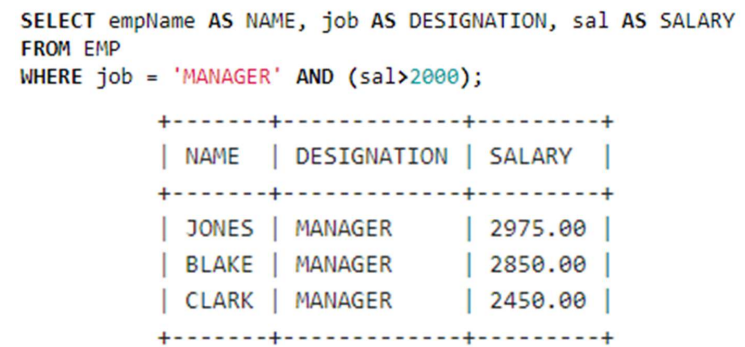 SELECT empName AS NAME, job AS DESIGNATION, sal AS SALARY
FROM EMP
WHERE job = 'MANAGER' AND (sal>2000);
+-------+-------------+---------+
| NAME  | DESIGNATION | SALARY  |
+-------+-------------+---------+
| JONES | MANAGER     | 2975.00 |
| BLAKE | MANAGER     | 2850.00 |
| CLARK | MANAGER     | 2450.00 |
+-------+-------------+---------+